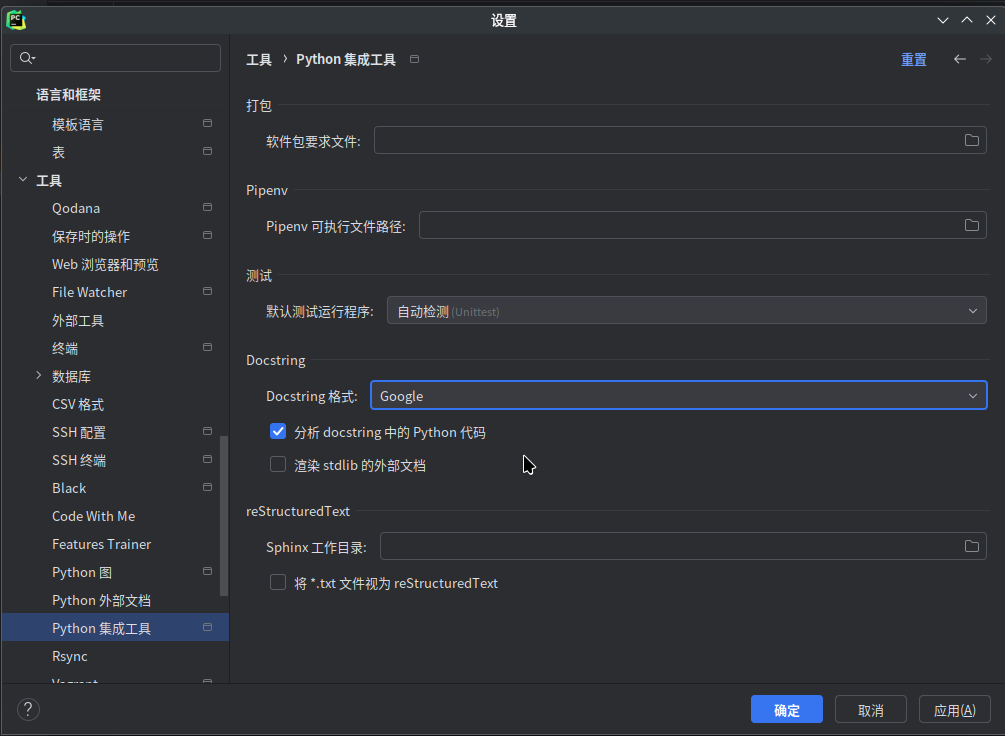 PC
设置
语言和框架
模板语言
表
工具
Qodana
保存时的操作
Web 浏览器和预览
File Watcher
外部工具
终端
数据库
CSV 格式
SSH 配置
SSH 终端
Black
Code With Me
Features Trainer
Python 图
Python 外部文档
Python 集成工具
Rsync
Vagrant
?
工具 › Python 集成工具
重置
打包
软件包要求文件:
Pipenv
Pipenv 可执行文件路径:
测试
默认测试运行程序: 自动检测 (Unittest)
Docstring
Docstring 格式: Google
分析 docstring 中的 Python 代码
渲染 stdlib 的外部文档
reStructuredText
Sphinx 工作目录:
将 *.txt 文件视为 reStructuredText
确定 取消 应用(A)